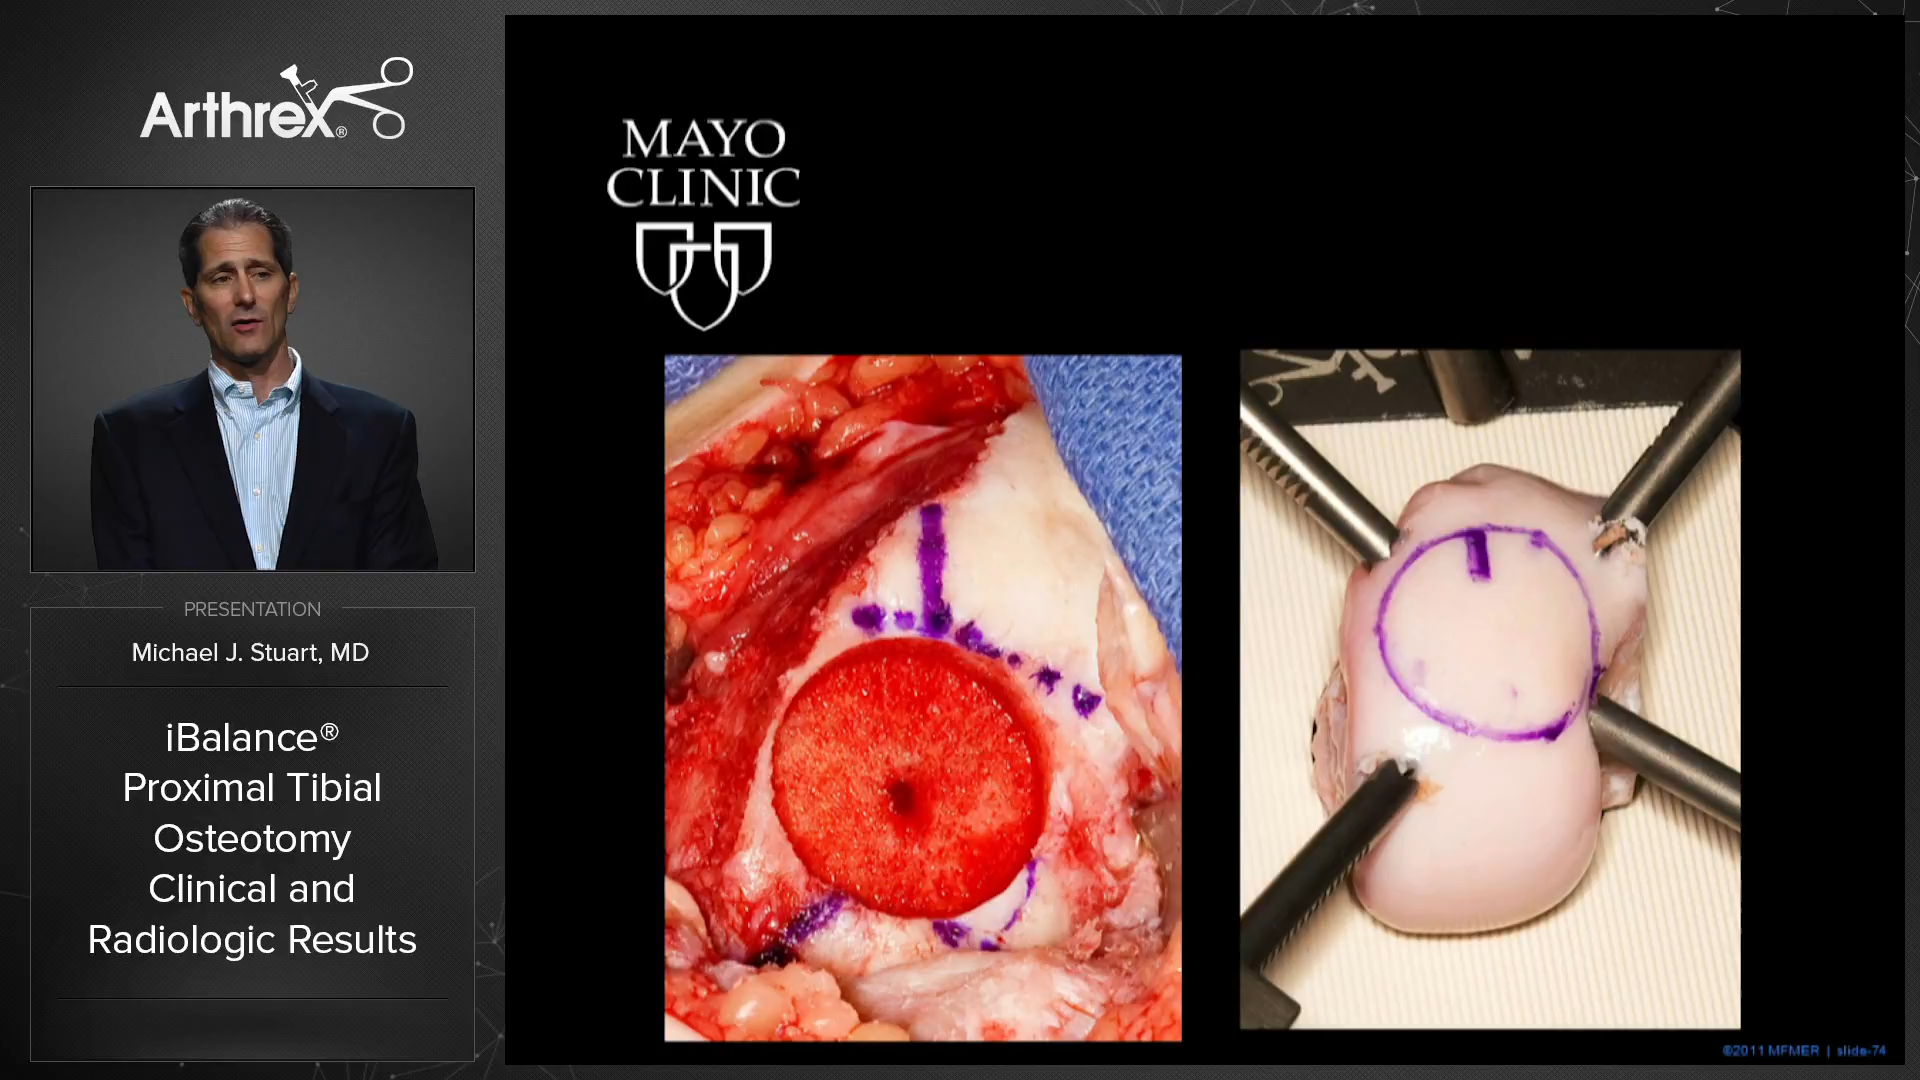 Arthrex®
PRESENTATION
Michael J. Stuart, MD
iBalance®
Proximal Tibial
Osteotomy
Clinical and
Radiologic Results
MAYO
CLINIC
©2011 MFMER | slide-74